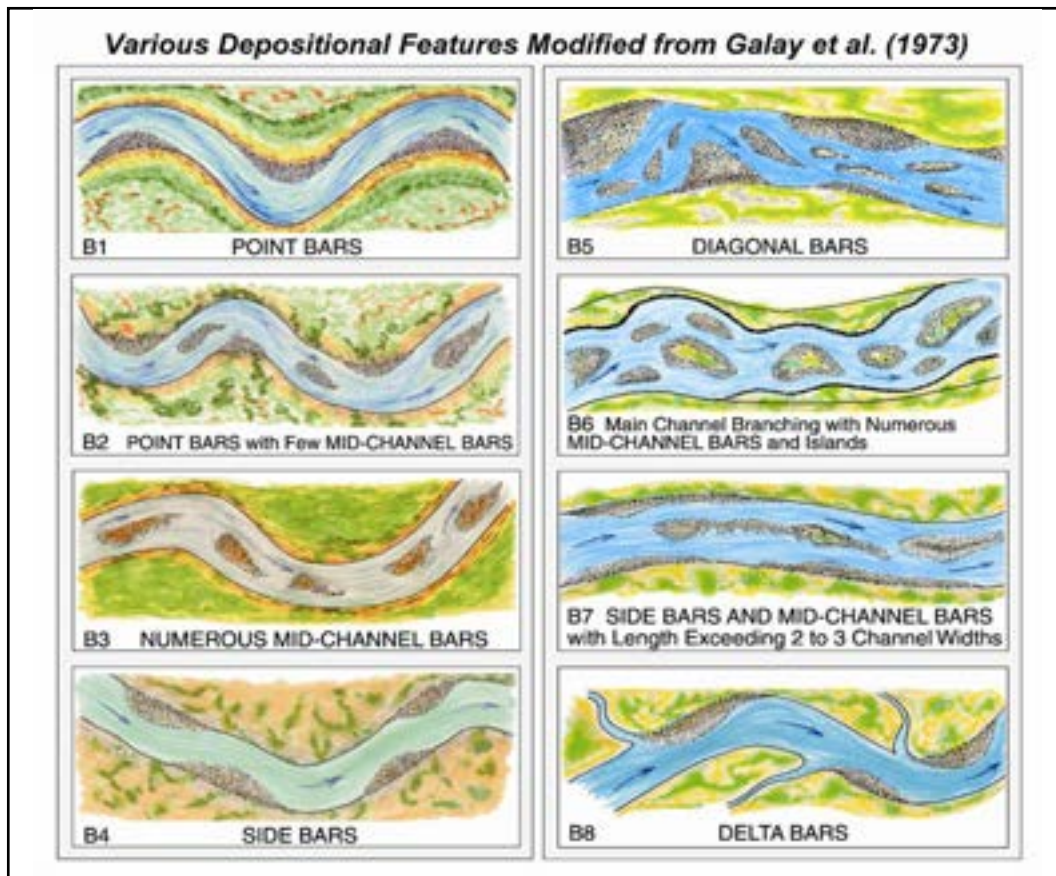 Various Depositional Features Modified from Galay et al. (1973)
B1 POINT BARS
B2 POINT BARS with Few MID-CHANNEL BARS
B3 NUMEROUS MID-CHANNEL BARS
B4 SIDE BARS
B5 DIAGONAL BARS
B6 Main Channel Branching with Numerous
MID-CHANNEL BARS and Islands
B7 SIDE BARS AND MID-CHANNEL BARS
with Length Exceeding 2 to 3 Channel Widths
B8 DELTA BARS